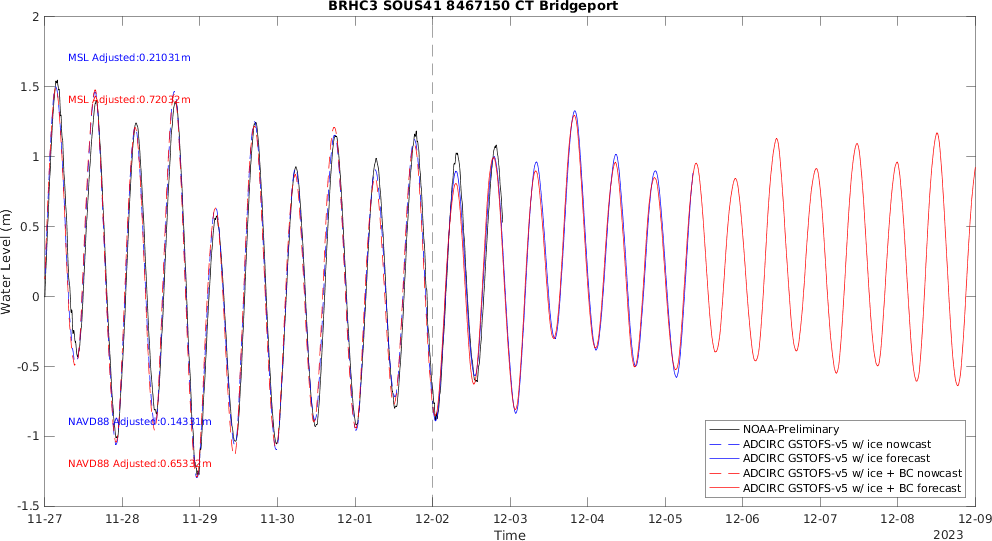 BRHC3 SOUS41 8467150 CT Bridgeport
2
1.5
1
0.5
0
-0.5
-1
-1.5
Water Level (m)
MSL Adjusted:0.21031m
MSL Adjusted:0.72032m
NAVD88 Adjusted:0.14331m
NAVD88 Adjusted:0.65332m
NOAA-Preliminary
ADCIRC GSTOFS-v5 w/ ice nowcast
ADCIRC GSTOFS-v5 w/ ice forecast
ADCIRC GSTOFS-v5 w/ ice + BC nowcast
ADCIRC GSTOFS-v5 w/ ice + BC forecast
11-27 11-28 11-29 11-30 12-01 12-02 12-03 12-04 12-05 12-06 12-07 12-08 12-09
Time
2023